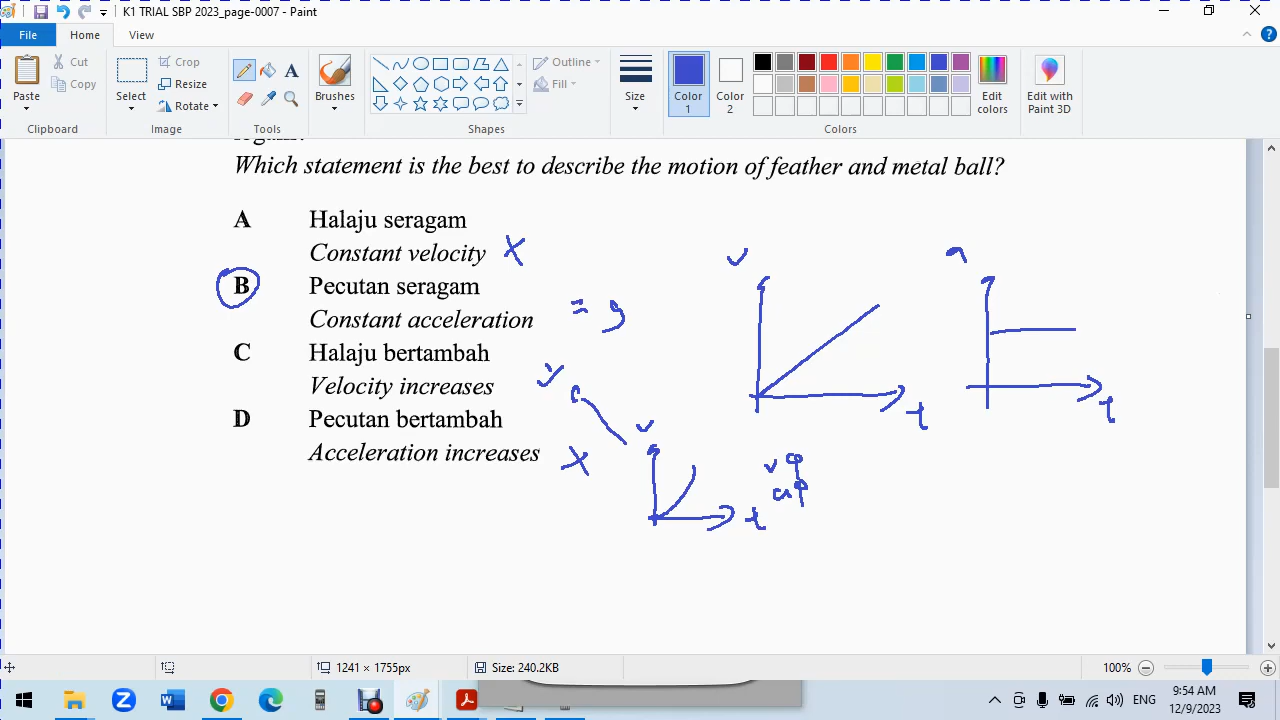 K1 TRIAL SBP 2023_page-0007 - Paint
File Home View
Paste
Cut
Copy
Clipboard
Select
Crop
Resize
Rotate
Image
A
Tools
Brushes
Outline
Fill
Shapes
Size
Color 1
Color 2
Edit colors
Colors
Edit with Paint 3D
Which statement is the best to describe the motion of feather and metal ball?
A Halaju seragam
Constant velocity X
B Pecutan seragam
Constant acceleration = g
C Halaju bertambah
Velocity increases
D Pecutan bertambah
Acceleration increases X
v
t
a
t
v
t
v
a
1241 × 1755px
Size: 240.2KB
100%
ENG
9:54 AM
12/9/2023